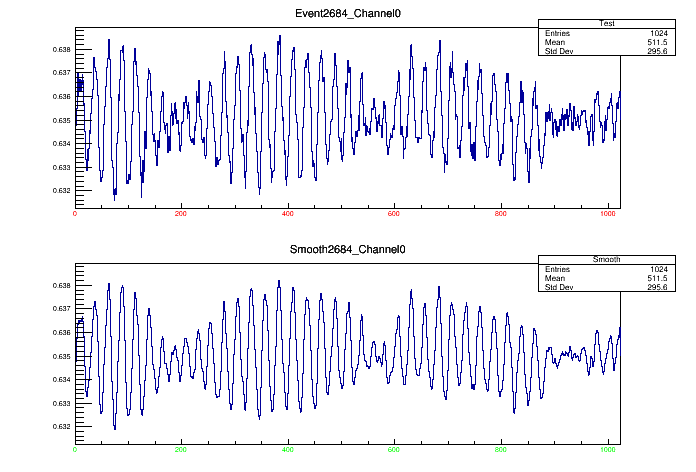 Event2684_Channel0
Test
Entries 1024
Mean 511.5
Std Dev 295.6
0.638
0.637
0.636
0.635
0.634
0.633
0.632
0 200 400 600 800 1000
Smooth2684_Channel0
Smooth
Entries 1024
Mean 511.5
Std Dev 295.6
0.638
0.637
0.636
0.635
0.634
0.633
0.632
0 200 400 600 800 1000